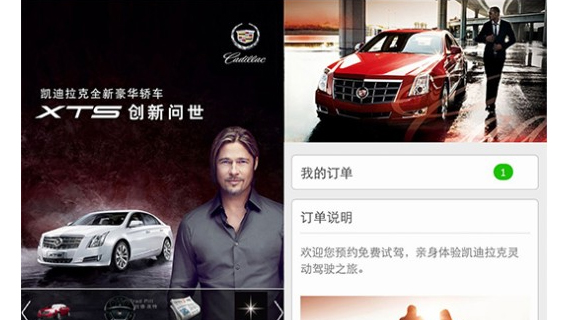 Cadillac
凯迪拉克全新豪华轿车
XTS 创新问世
我的订单 1
订单说明
欢迎您预约免费试驾，亲身体验凯迪拉克灵
动驾驶之旅。